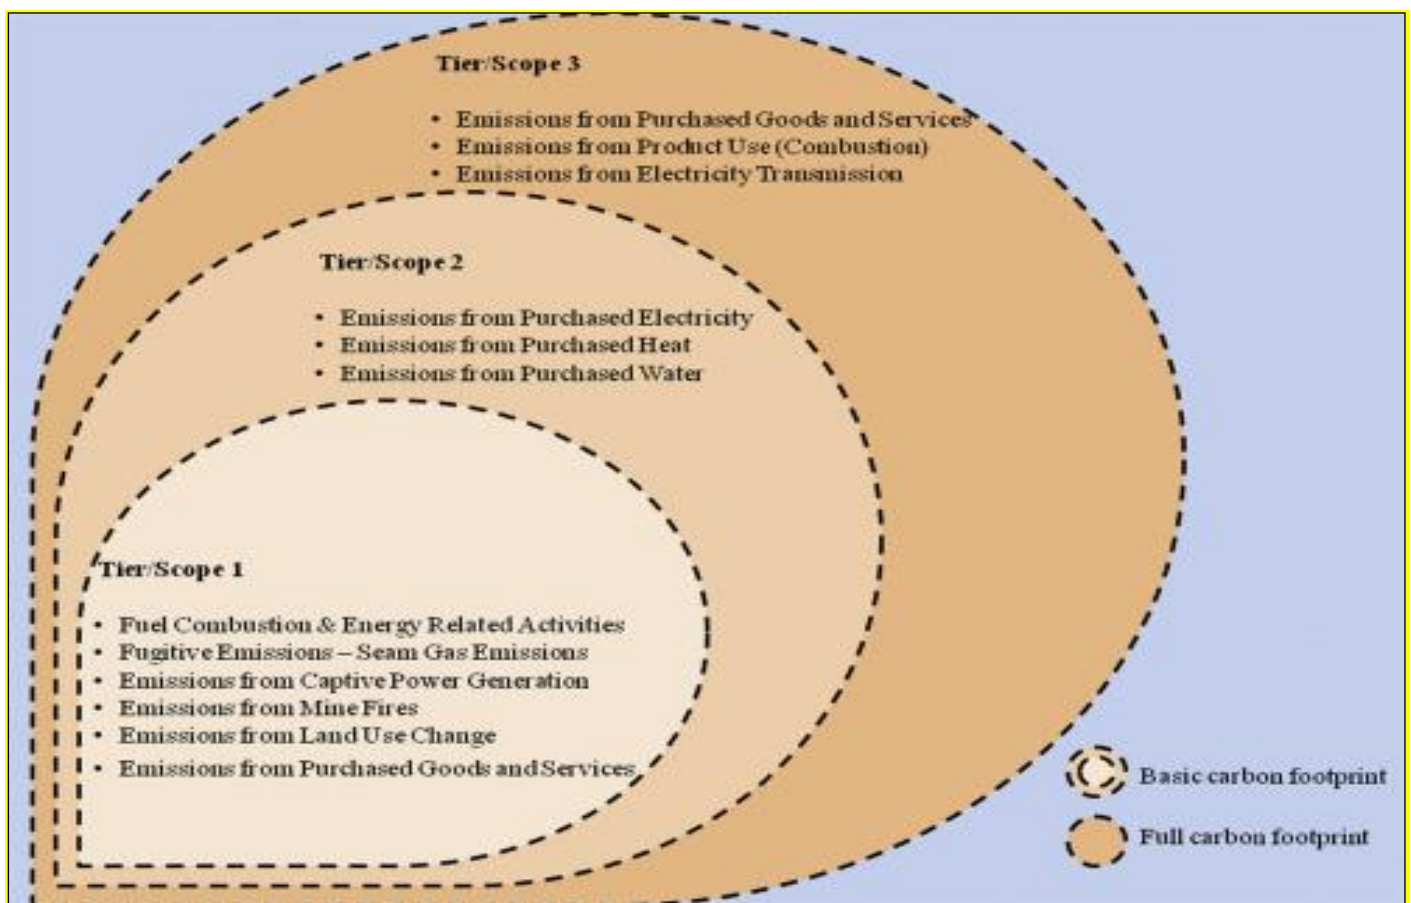 Tier/Scope 3
• Emissions from Purchased Goods and Services
• Emissions from Product Use (Combustion)
• Emissions from Electricity Transmission
Tier/Scope 2
• Emissions from Purchased Electricity
• Emissions from Purchased Heat
• Emissions from Purchased Water
Tier/Scope 1
• Fuel Combustion & Energy Related Activities
• Fugitive Emissions – Seam Gas Emissions
• Emissions from Captive Power Generation
• Emissions from Mine Fires
• Emissions from Land Use Change
• Emissions from Purchased Goods and Services
Basic carbon footprint
Full carbon footprint